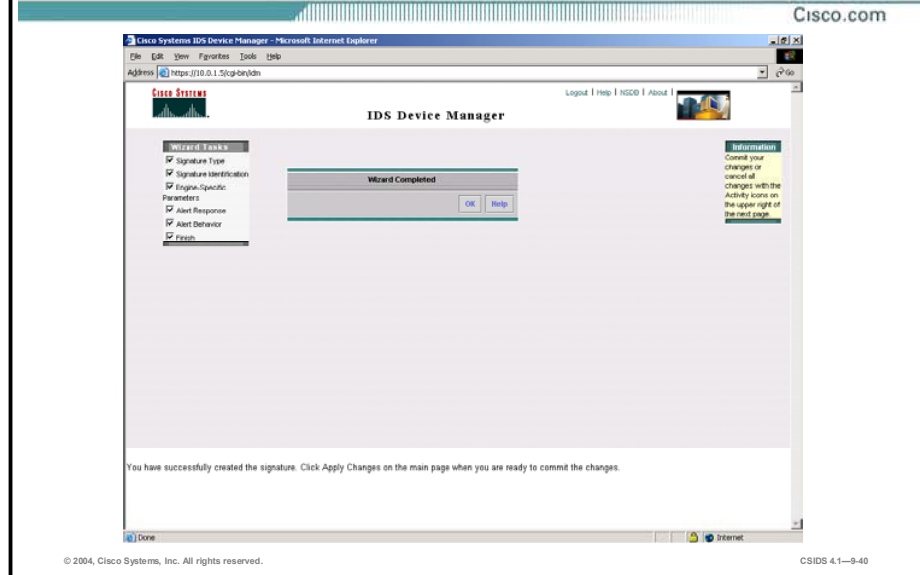 Cisco.com
Cisco Systems IDS Device Manager - Microsoft Internet Explorer
File Edit View Favorites Tools Help
Address https://10.0.1.5/cgi-bin/idm Go
CISCO SYSTEMS
Logout | Help | NSDB | About |
IDS Device Manager
Wizard Tasks
Signature Type
Signature Identification
Engine-Specific
Parameters
Alert Response
Alert Behavior
Finish
Wizard Completed
OK Help
Information
Commit your
changes or
cancel all
changes with the
Activity icons on
the upper right of
the next page.
You have successfully created the signature. Click Apply Changes on the main page when you are ready to commit the changes.
Done Internet
© 2004, Cisco Systems, Inc. All rights reserved. CSIDS 4.1—9-40